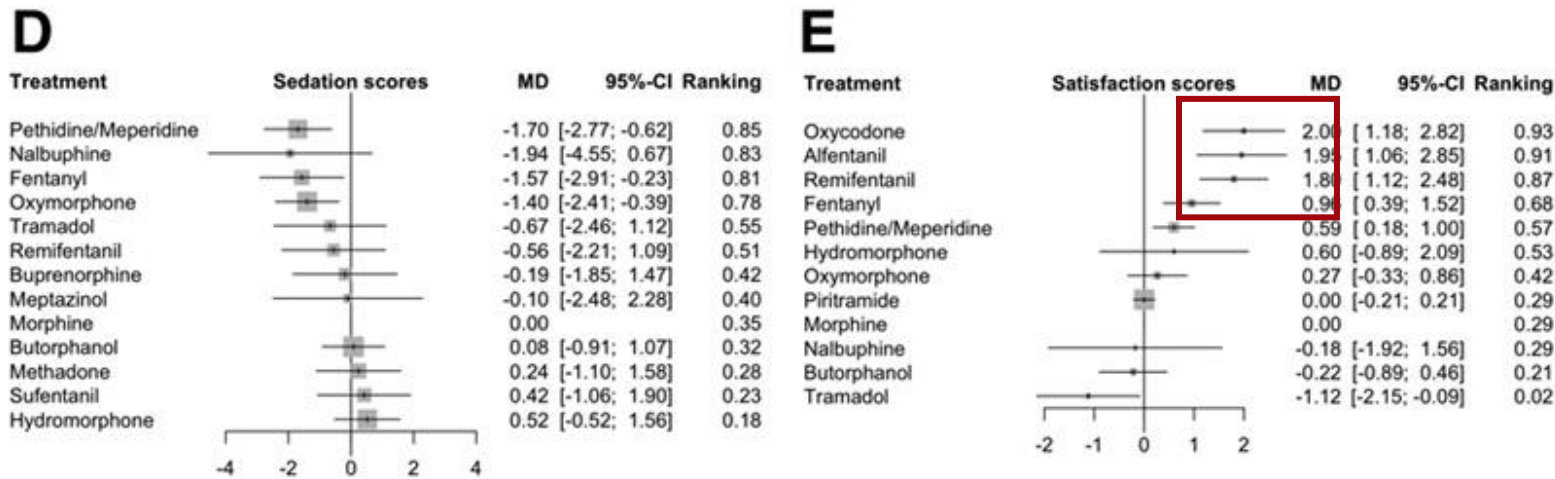 D
Treatment Sedation scores MD 95%-CI Ranking
Pethidine/Meperidine -1.70 [-2.77; -0.62] 0.85
Nalbuphine -1.94 [-4.55; 0.67] 0.83
Fentanyl -1.57 [-2.91; -0.23] 0.81
Oxymorphone -1.40 [-2.41; -0.39] 0.78
Tramadol -0.67 [-2.46; 1.12] 0.55
Remifentanil -0.56 [-2.21; 1.09] 0.51
Buprenorphine -0.19 [-1.85; 1.47] 0.42
Meptazinol -0.10 [-2.48; 2.28] 0.40
Morphine 0.00 0.35
Butorphanol 0.08 [-0.91; 1.07] 0.32
Methadone 0.24 [-1.10; 1.58] 0.28
Sufentanil 0.42 [-1.06; 1.90] 0.23
Hydromorphone 0.52 [-0.52; 1.56] 0.18
-4 -2 0 2 4
E
Treatment Satisfaction scores MD 95%-CI Ranking
Oxycodone 2.00 [ 1.18; 2.82] 0.93
Alfentanil 1.95 [ 1.06; 2.85] 0.91
Remifentanil 1.80 [ 1.12; 2.48] 0.87
Fentanyl 0.96 [ 0.39; 1.52] 0.68
Pethidine/Meperidine 0.59 [ 0.18; 1.00] 0.57
Hydromorphone 0.60 [-0.89; 2.09] 0.53
Oxymorphone 0.27 [-0.33; 0.86] 0.42
Piritramide 0.00 [-0.21; 0.21] 0.29
Morphine 0.00 0.29
Nalbuphine -0.18 [-1.92; 1.56] 0.29
Butorphanol -0.22 [-0.89; 0.46] 0.21
Tramadol -1.12 [-2.15; -0.09] 0.02
-2 -1 0 1 2